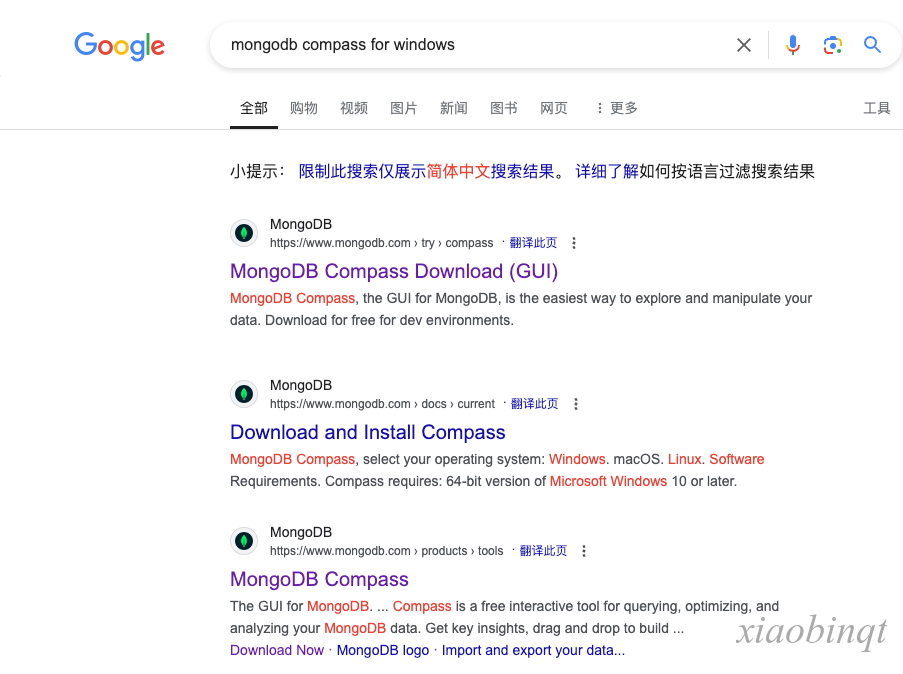 Google
mongodb compass for windows
全部 购物 视频 图片 新闻 图书 网页 更多 工具
小提示： 限制此搜索仅展示简体中文搜索结果。 详细了解如何按语言过滤搜索结果
MongoDB
https://www.mongodb.com › try › compass · 翻译此页
MongoDB Compass Download (GUI)
MongoDB Compass, the GUI for MongoDB, is the easiest way to explore and manipulate your
data. Download for free for dev environments.
MongoDB
https://www.mongodb.com › docs › current · 翻译此页
Download and Install Compass
MongoDB Compass, select your operating system: Windows. macOS. Linux. Software
Requirements. Compass requires: 64-bit version of Microsoft Windows 10 or later.
MongoDB
https://www.mongodb.com › products › tools · 翻译此页
MongoDB Compass
The GUI for MongoDB. ... Compass is a free interactive tool for querying, optimizing, and
analyzing your MongoDB data. Get key insights, drag and drop to build ...
Download Now · MongoDB logo · Import and export your data...
xiaobinqt